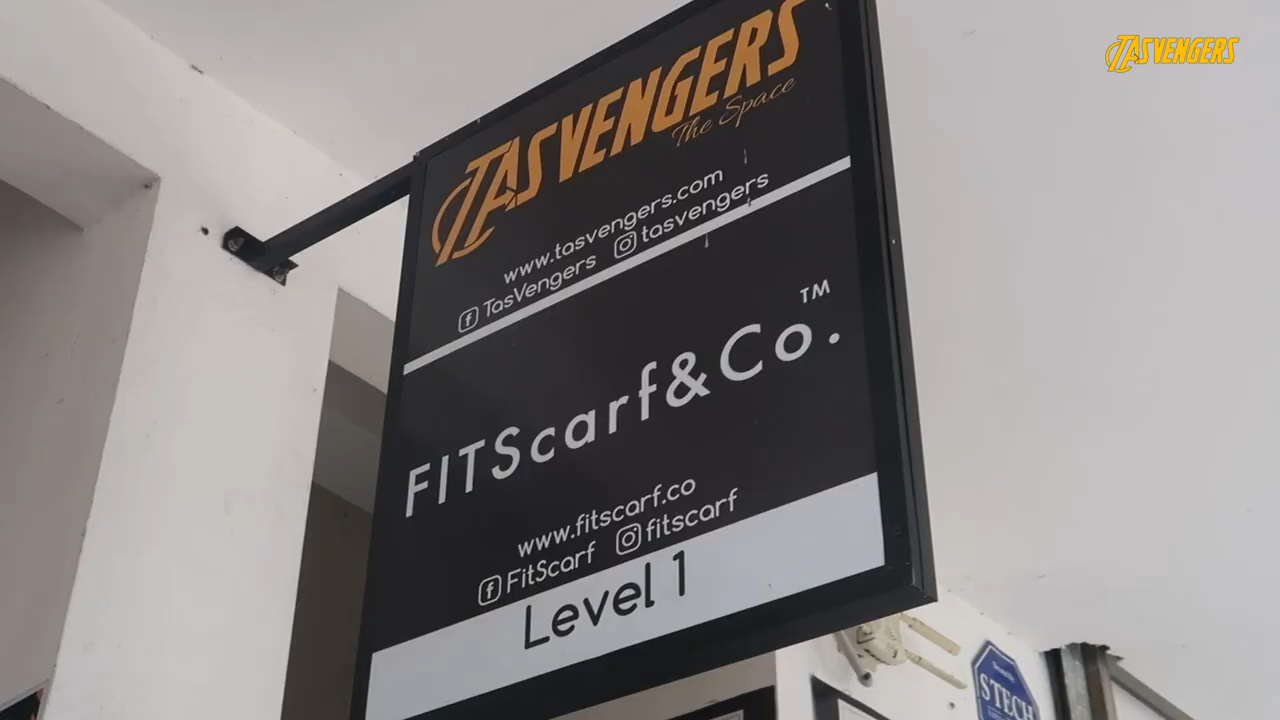 TASVENGERS
TASVENGERS
The Space
www.tasvengers.com
TasVengers tasvengers
FITScarf&Co.™
www.fitscarf.co
FitScarf fitscarf
Level 1
STECH